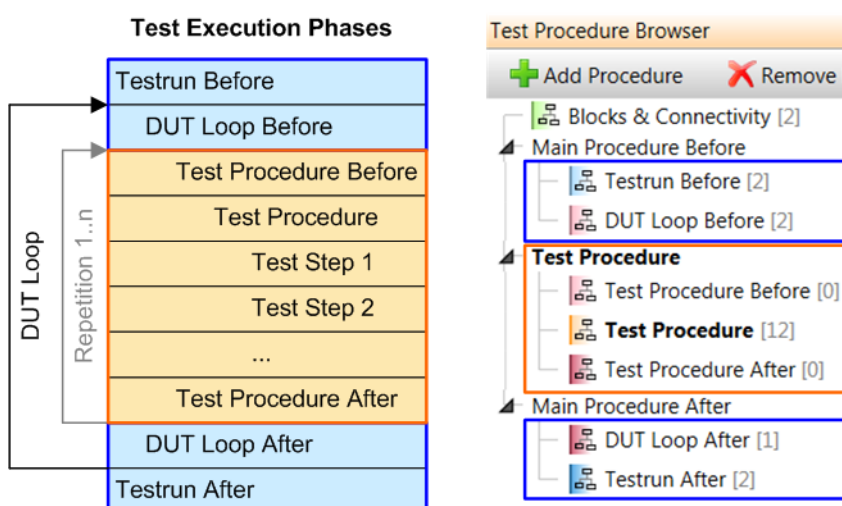 Test Execution Phases
Testrun Before
DUT Loop Before
Test Procedure Before
Test Procedure
Test Step 1
Test Step 2
...
Test Procedure After
DUT Loop After
Testrun After
DUT Loop
Repetition 1..n
Test Procedure Browser
Add Procedure Remove
Blocks & Connectivity [2]
Main Procedure Before
Testrun Before [2]
DUT Loop Before [2]
Test Procedure
Test Procedure Before [0]
Test Procedure [12]
Test Procedure After [0]
Main Procedure After
DUT Loop After [1]
Testrun After [2]